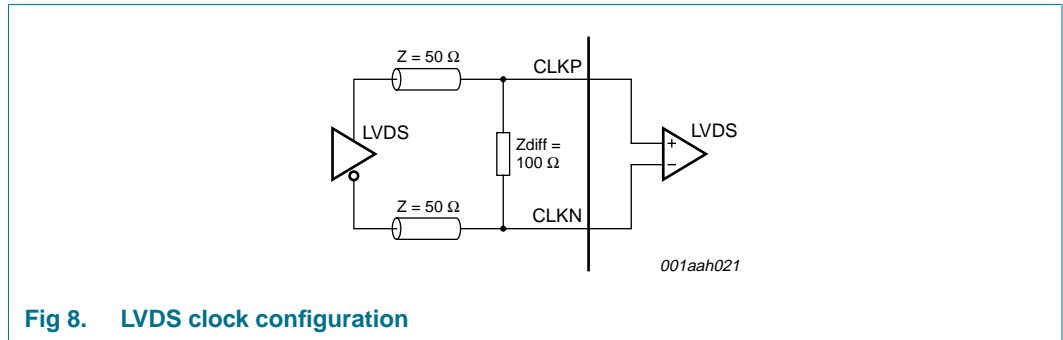 Z = 50 Ω
CLKP
LVDS
LVDS
+
−
Zdiff =
100 Ω
Z = 50 Ω
CLKN
001aah021
Fig 8. LVDS clock configuration